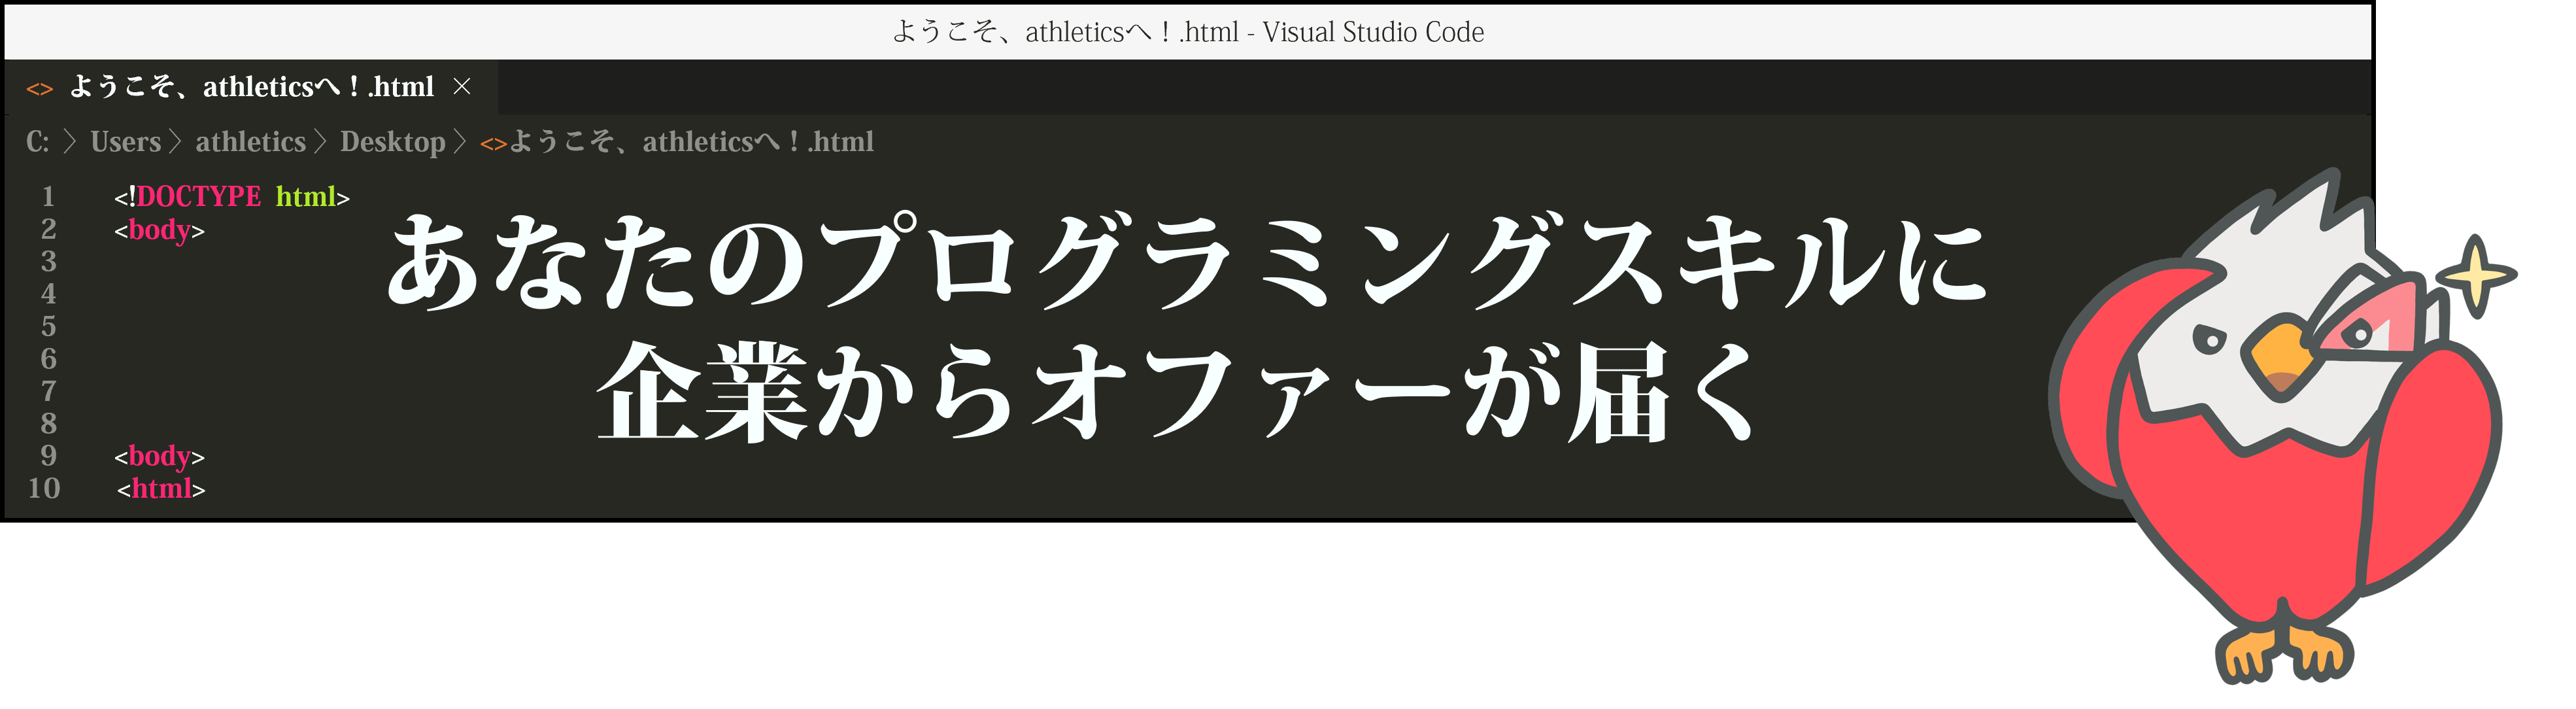 ようこそ、athleticsへ！.html - Visual Studio Code
<> ようこそ、athleticsへ！.html ×
C: 〉 Users 〉 athletics 〉 Desktop 〉 <>ようこそ、athleticsへ！.html
1 <!DOCTYPE html>
2 <body>
3
4
5
6
7
8
9 <body>
10 <html>
あなたのプログラミングスキルに
企業からオファーが届く